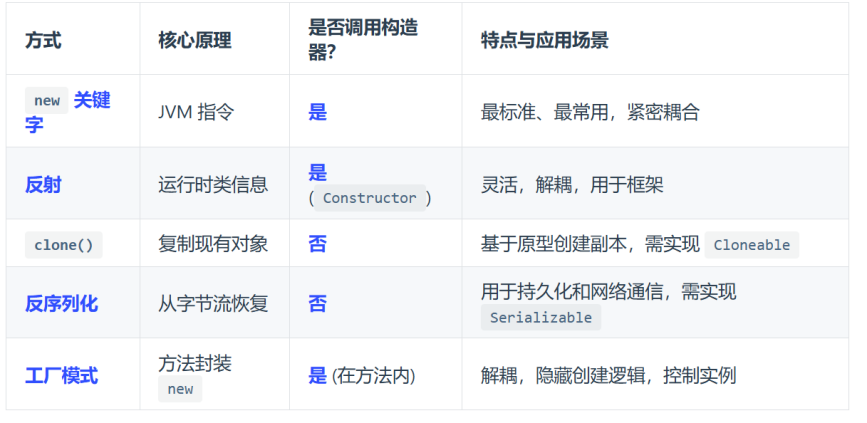 方式 核心原理 是否调用构造器? 特点与应用场景
new 关键字 JVM 指令 是 最标准、最常用，紧密耦合
反射 运行时类信息 是 (Constructor) 灵活，解耦，用于框架
clone() 复制现有对象 否 基于原型创建副本，需实现 Cloneable
反序列化 从字节流恢复 否 用于持久化和网络通信，需实现 Serializable
工厂模式 方法封装 new 是 (在方法内) 解耦，隐藏创建逻辑，控制实例